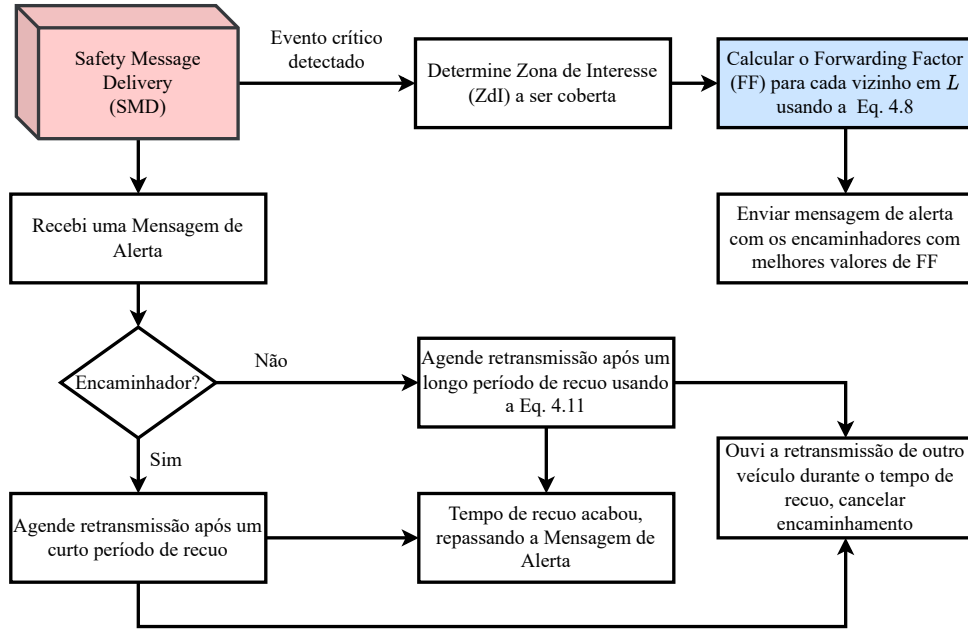 Safety Message
Delivery
(SMD)
Evento crítico
detectado
Determine Zona de Interesse
(ZdI) a ser coberta
Calcular o Forwarding Factor
(FF) para cada vizinho em L
usando a Eq. 4.8
Enviar mensagem de alerta
com os encaminhadores com
melhores valores de FF
Recebi uma Mensagem de
Alerta
Encaminhador?
Não
Sim
Agende retransmissão após um
longo período de recuo usando
a Eq. 4.11
Agende retransmissão após um
curto período de recuo
Tempo de recuo acabou,
repassando a Mensagem de
Alerta
Ouvi a retransmissão de outro
veículo durante o tempo de
recuo, cancelar
encaminhamento